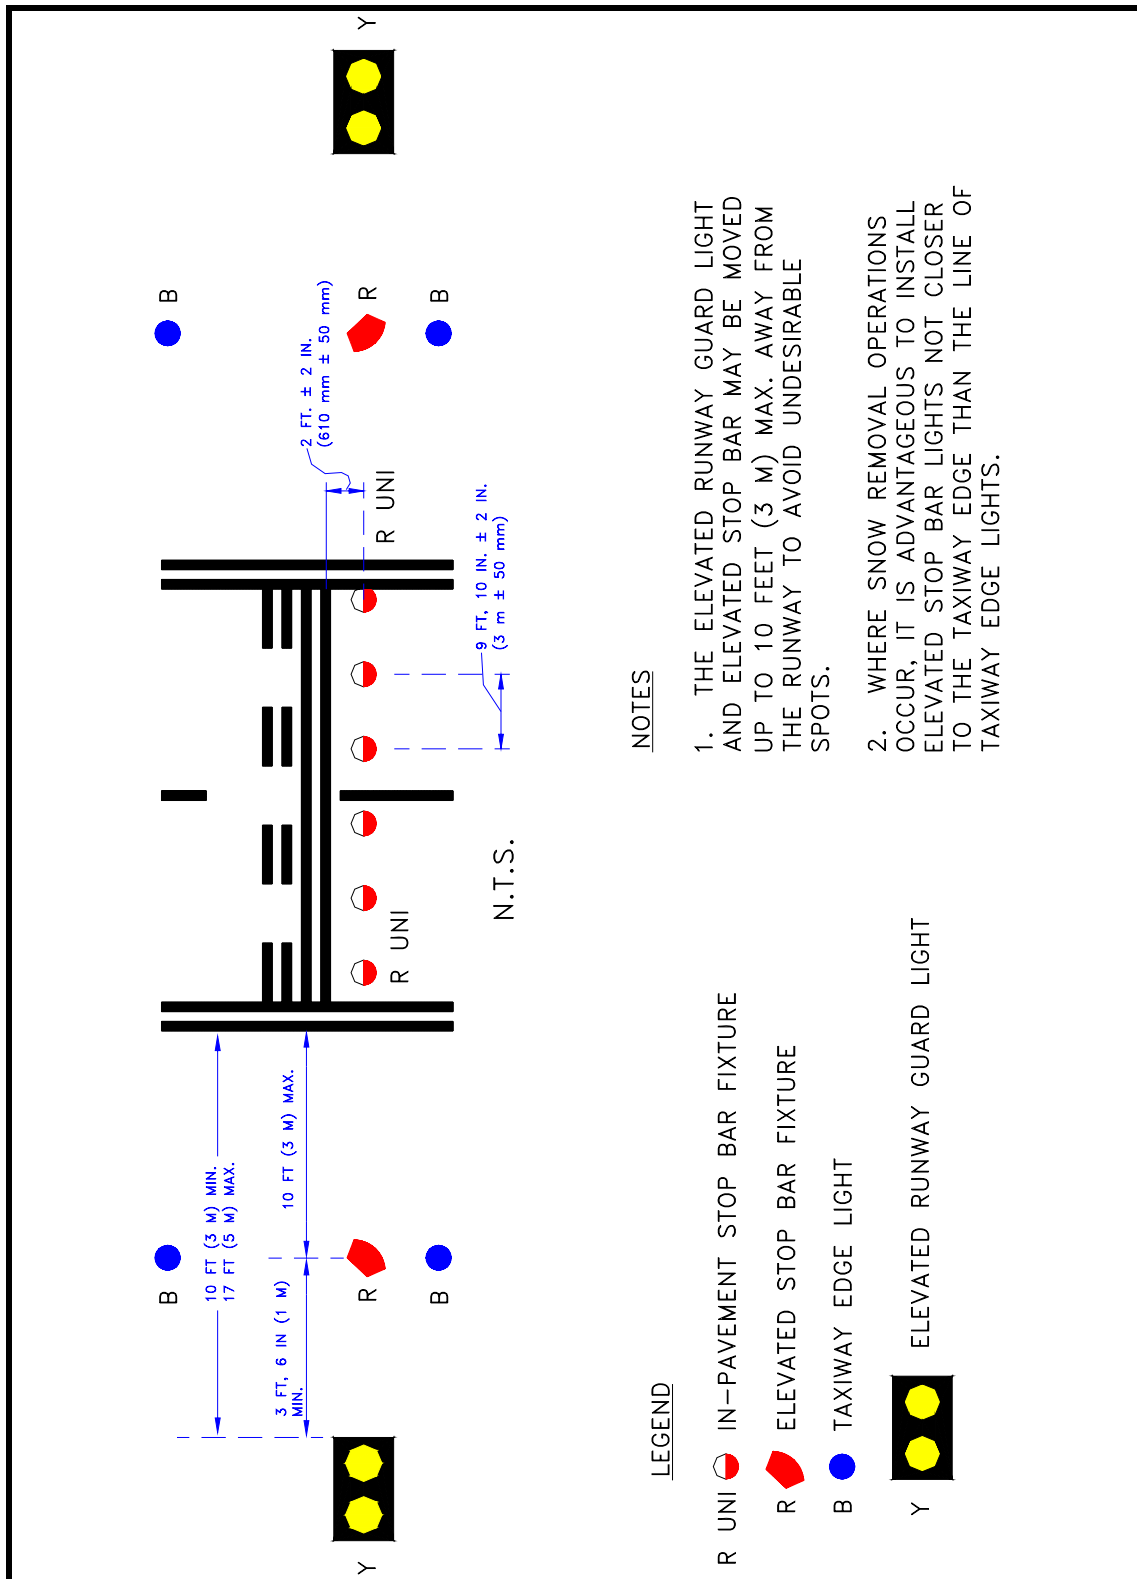 Y
B
10 FT (3 M) MIN.
17 FT (5 M) MAX.
3 FT, 6 IN (1 M)
MIN.
10 FT (3 M) MAX.
R
B
B
2 FT. ± 2 IN.
(610 mm ± 50 mm)
R
B
Y
R UNI
R UNI
9 FT, 10 IN. ± 2 IN.
(3 m ± 50 mm)
N.T.S.
LEGEND
R UNI IN-PAVEMENT STOP BAR FIXTURE
R ELEVATED STOP BAR FIXTURE
B TAXIWAY EDGE LIGHT
Y ELEVATED RUNWAY GUARD LIGHT
NOTES
1. THE ELEVATED RUNWAY GUARD LIGHT
AND ELEVATED STOP BAR MAY BE MOVED
UP TO 10 FEET (3 M) MAX. AWAY FROM
THE RUNWAY TO AVOID UNDESIRABLE
SPOTS.
2. WHERE SNOW REMOVAL OPERATIONS
OCCUR, IT IS ADVANTAGEOUS TO INSTALL
ELEVATED STOP BAR LIGHTS NOT CLOSER
TO THE TAXIWAY EDGE THAN THE LINE OF
TAXIWAY EDGE LIGHTS.